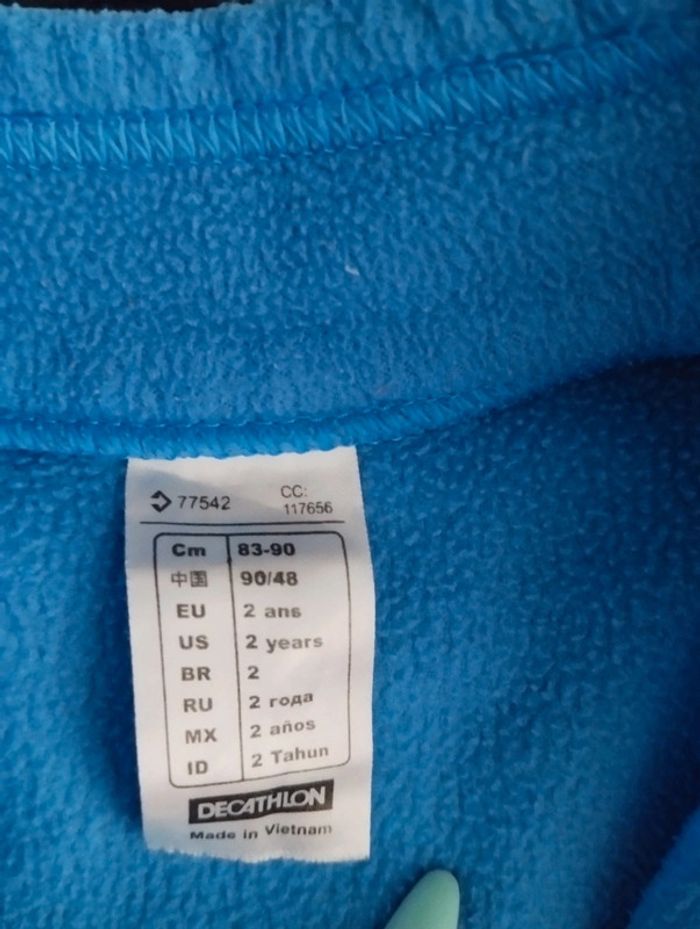 77542 CC: 117656
Cm 83-90
中国 90/48
EU 2 ans
US 2 years
BR 2
RU 2 года
MX 2 años
ID 2 Tahun
DECATHLON
Made in Vietnam